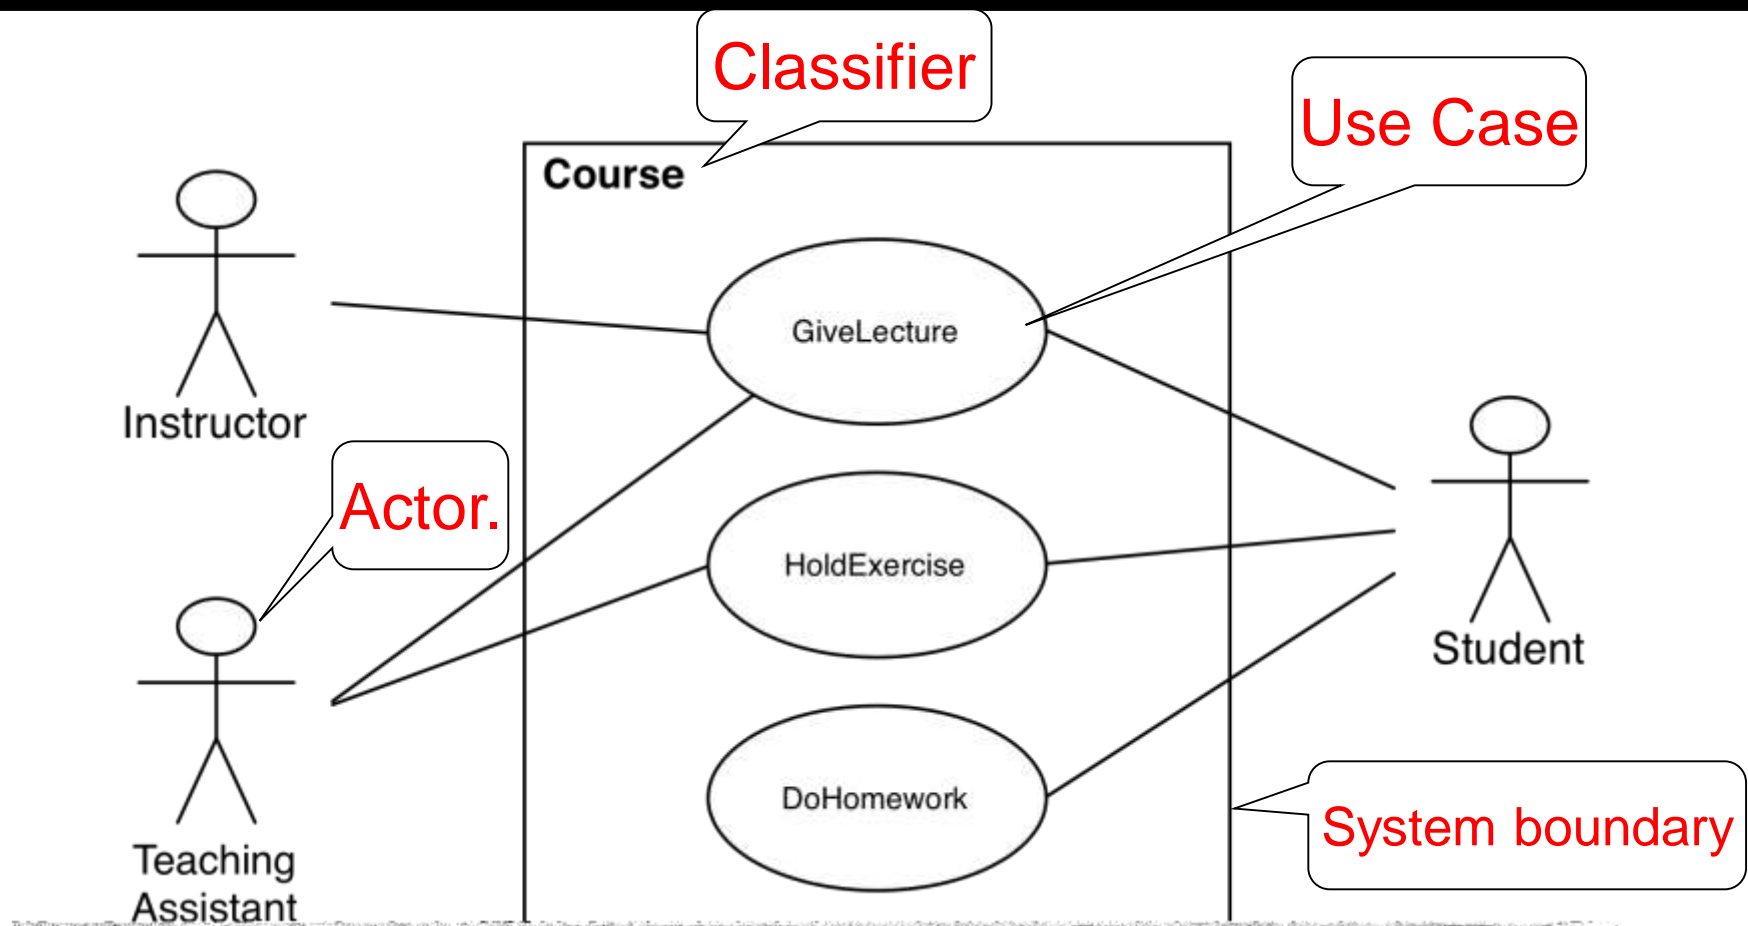 Classifier
Use Case
Course
GiveLecture
Instructor
Actor.
HoldExercise
Student
DoHomework
System boundary
Teaching
Assistant